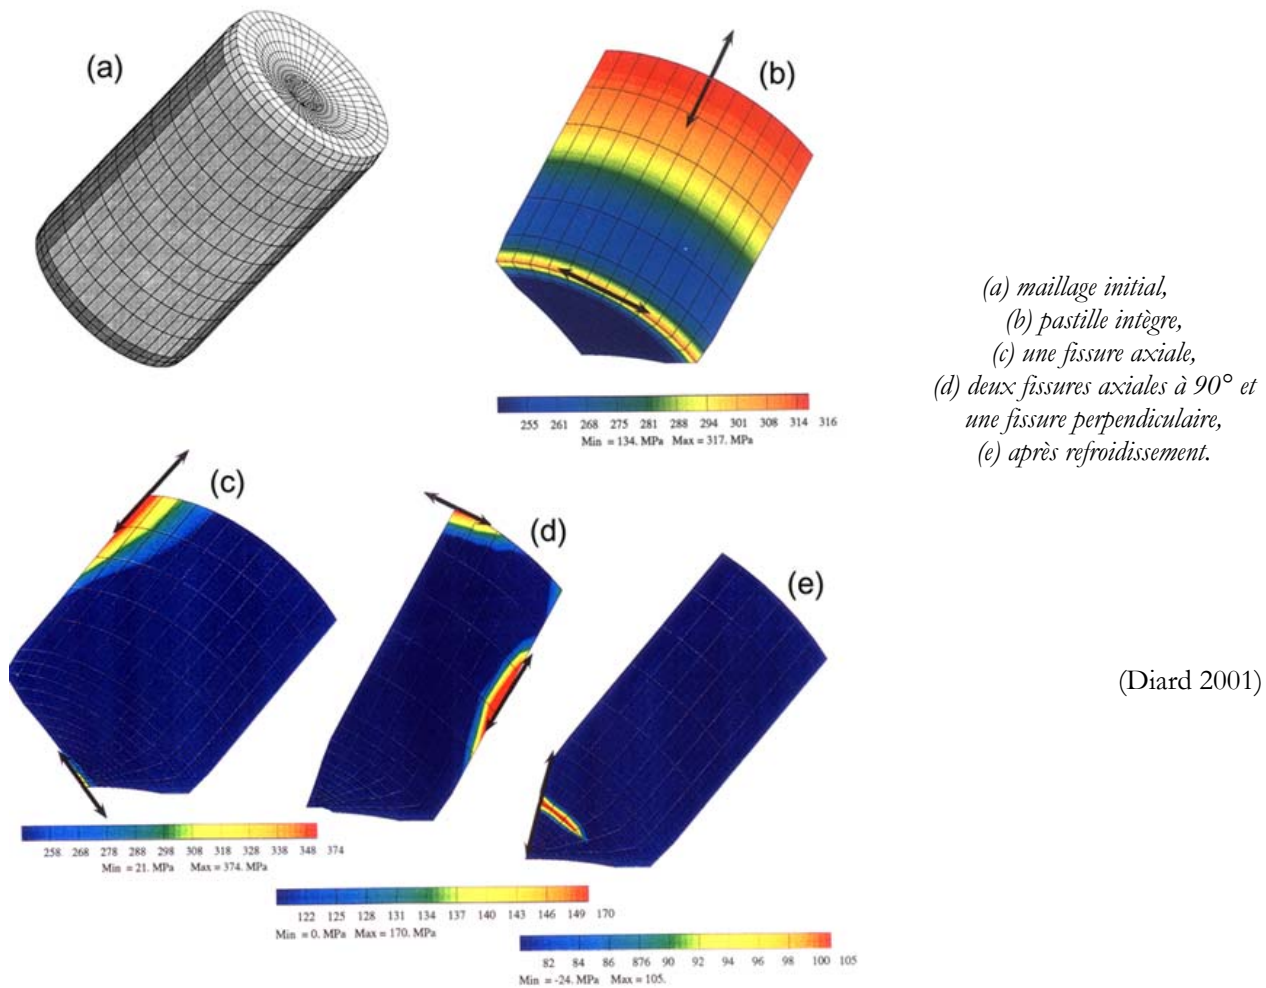 (a)
(b)
255 261 268 275 281 288 294 301 308 314 316
Min = 134. MPa Max = 317. MPa
(a) maillage initial,
(b) pastille intègre,
(c) une fissure axiale,
(d) deux fissures axiales à 90° et
une fissure perpendiculaire,
(e) après refroidissement.
(c)
(d)
(e)
(Diard 2001)
258 268 278 288 298 308 318 328 338 348 374
Min = 21. MPa Max = 374. MPa
122 125 128 131 134 137 140 143 146 149 170
Min = 0. MPa Max = 170. MPa
82 84 86 876 90 92 94 96 98 100 105
Min = -24. MPa Max = 105.